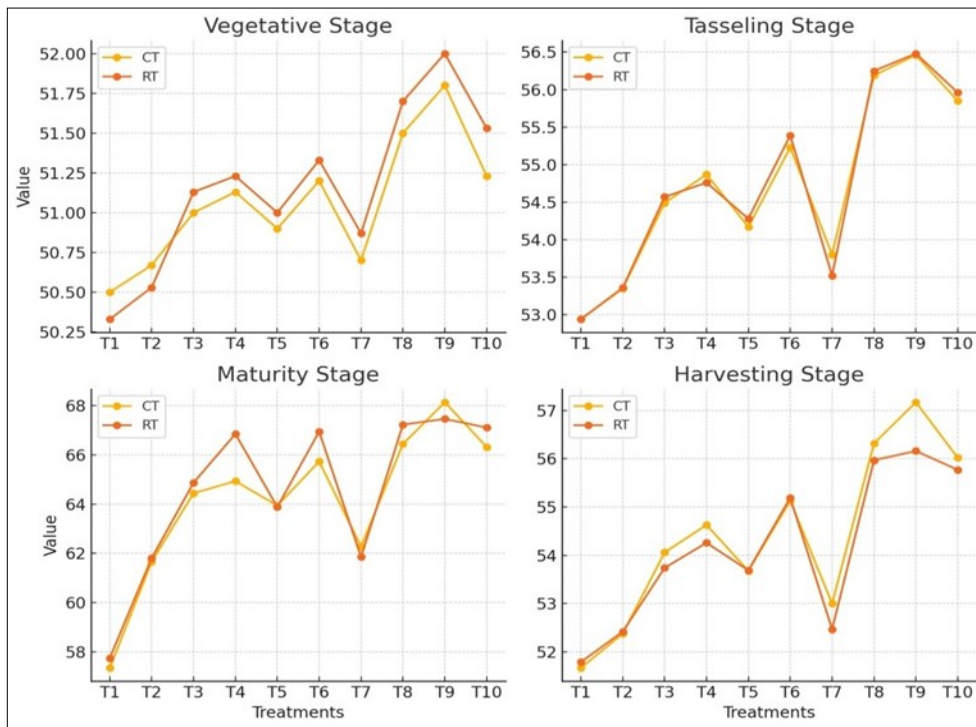 Vegetative Stage
CT
RT
Value
52.00
51.75
51.50
51.25
51.00
50.75
50.50
50.25
T1 T2 T3 T4 T5 T6 T7 T8 T9 T10
Tasseling Stage
CT
RT
56.5
56.0
55.5
55.0
54.5
54.0
53.5
53.0
T1 T2 T3 T4 T5 T6 T7 T8 T9 T10
Maturity Stage
CT
RT
Value
68
66
64
62
60
58
T1 T2 T3 T4 T5 T6 T7 T8 T9 T10
Treatments
Harvesting Stage
CT
RT
57
56
55
54
53
52
T1 T2 T3 T4 T5 T6 T7 T8 T9 T10
Treatments